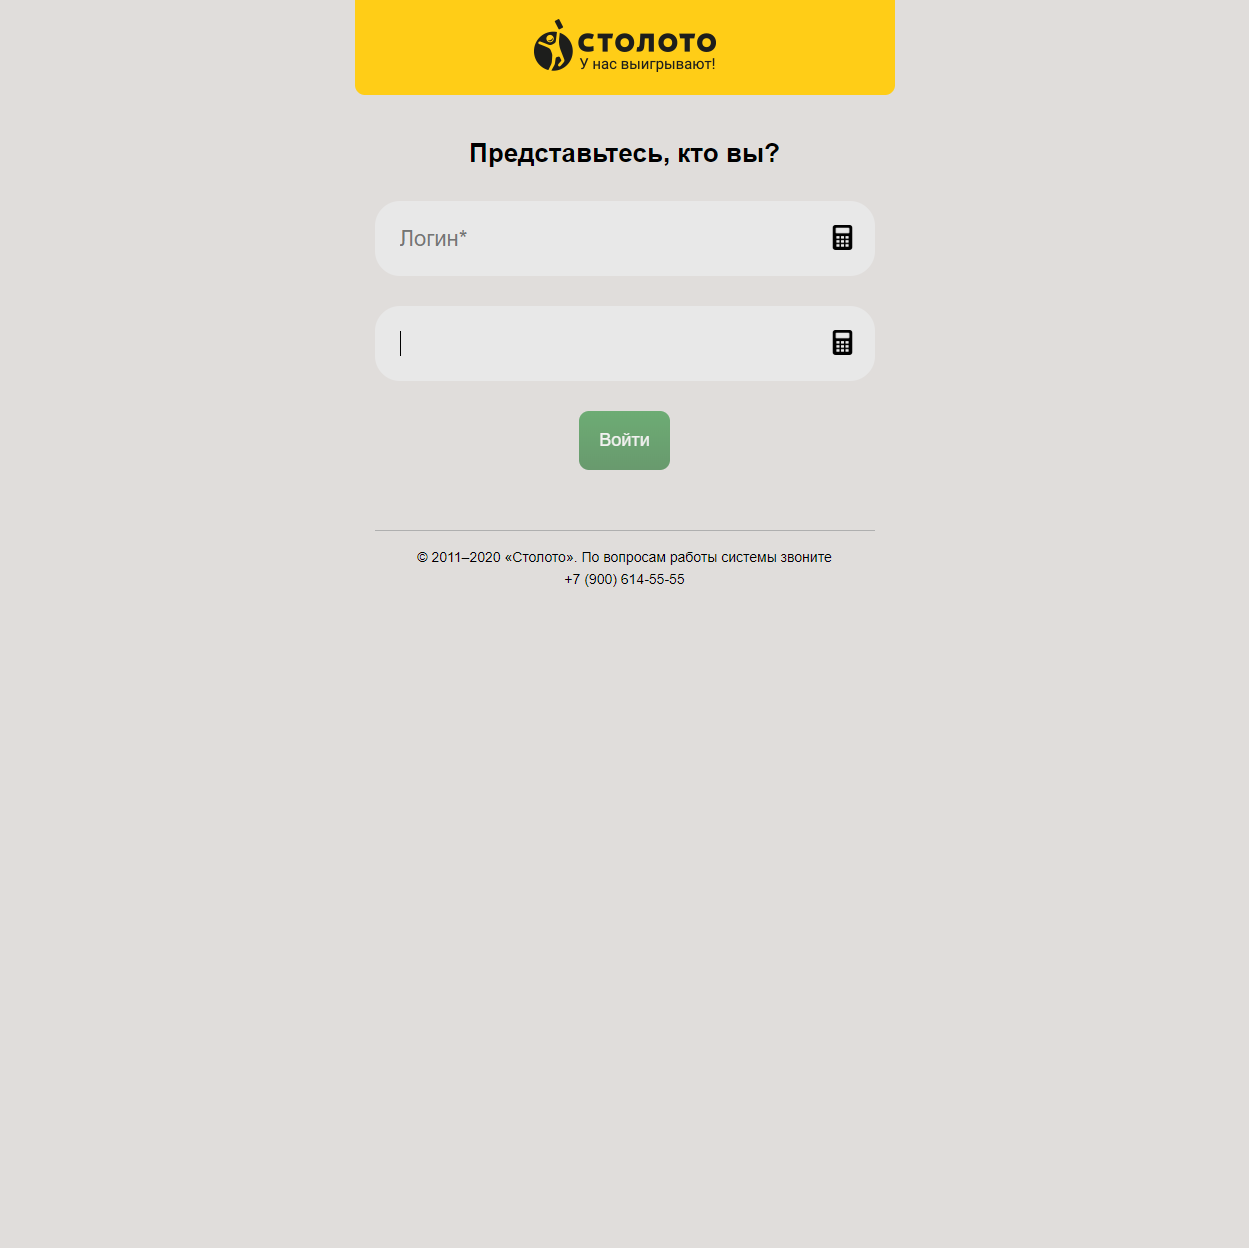 столото
У нас выигрывают!
Представьтесь, кто вы?
Логин*
Войти
© 2011–2020 «Столото». По вопросам работы системы звоните
+7 (900) 614-55-55